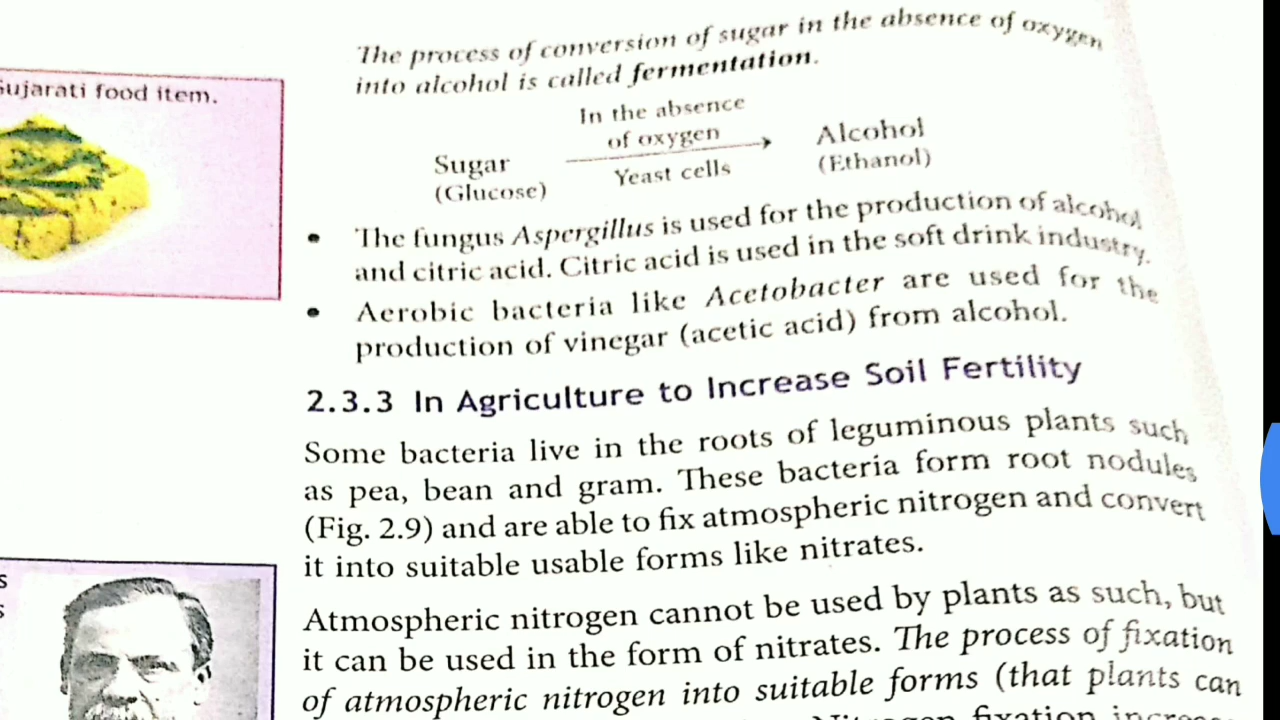 The process of conversion of sugar in the absence of oxygen
into alcohol is called fermentation.
In the absence
of oxygen
Sugar
(Glucose)
Yeast cells
Alcohol
(Ethanol)
• The fungus Aspergillus is used for the production of alcohol
and citric acid. Citric acid is used in the soft drink industry.
• Aerobic bacteria like Acetobacter are used for the
production of vinegar (acetic acid) from alcohol.
2.3.3 In Agriculture to Increase Soil Fertility
Some bacteria live in the roots of leguminous plants such
as pea, bean and gram. These bacteria form root nodules
(Fig. 2.9) and are able to fix atmospheric nitrogen and convert
it into suitable usable forms like nitrates.
Atmospheric nitrogen cannot be used by plants as such, but
it can be used in the form of nitrates. The process of fixation
of atmospheric nitrogen into suitable forms (that plants can
fixation
Gujarati food item.